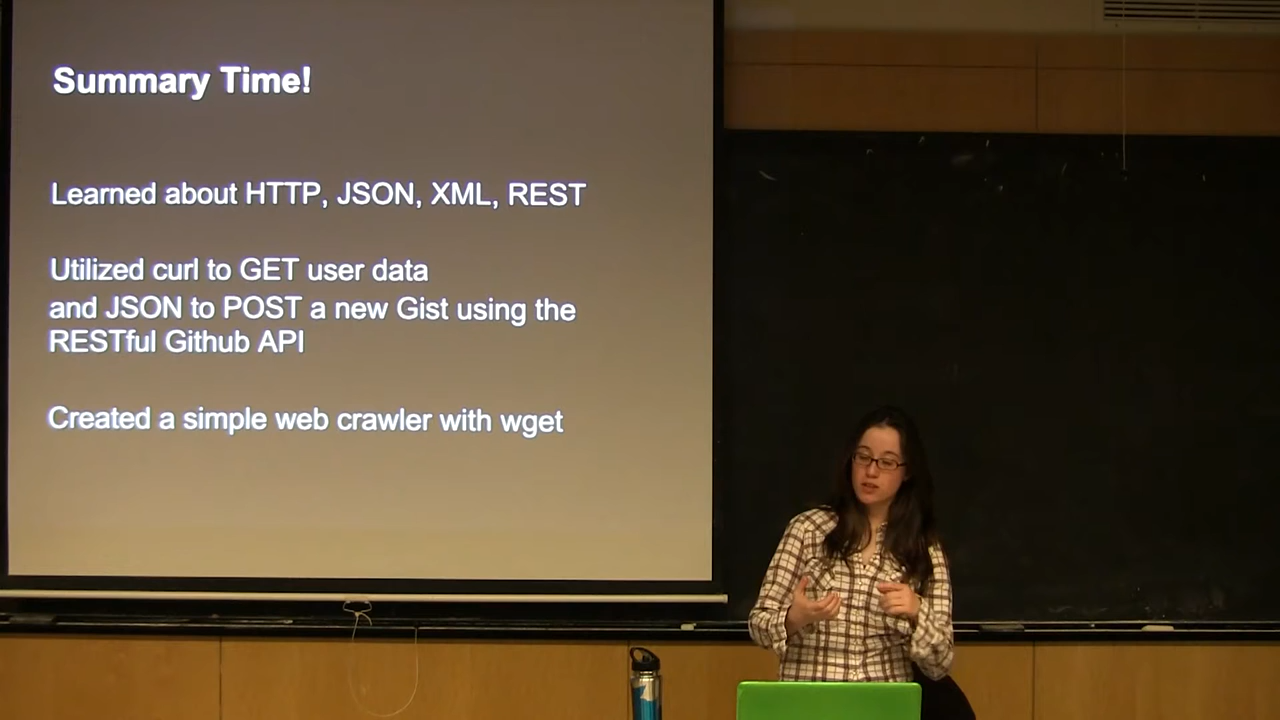 Summary Time!
Learned about HTTP, JSON, XML, REST
Utilized curl to GET user data
and JSON to POST a new Gist using the
RESTful Github API
Created a simple web crawler with wget